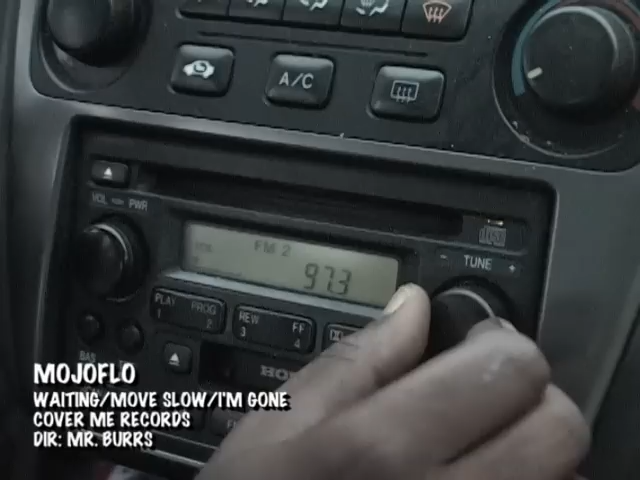 A/C
VOL PWR
FM 2
97.3
- TUNE +
PLAY PROG REW FF
1 2 3 4
MOJOFLO
WAITING/MOVE SLOW/I'M GONE
COVER ME RECORDS
DIR: MR. BURRS